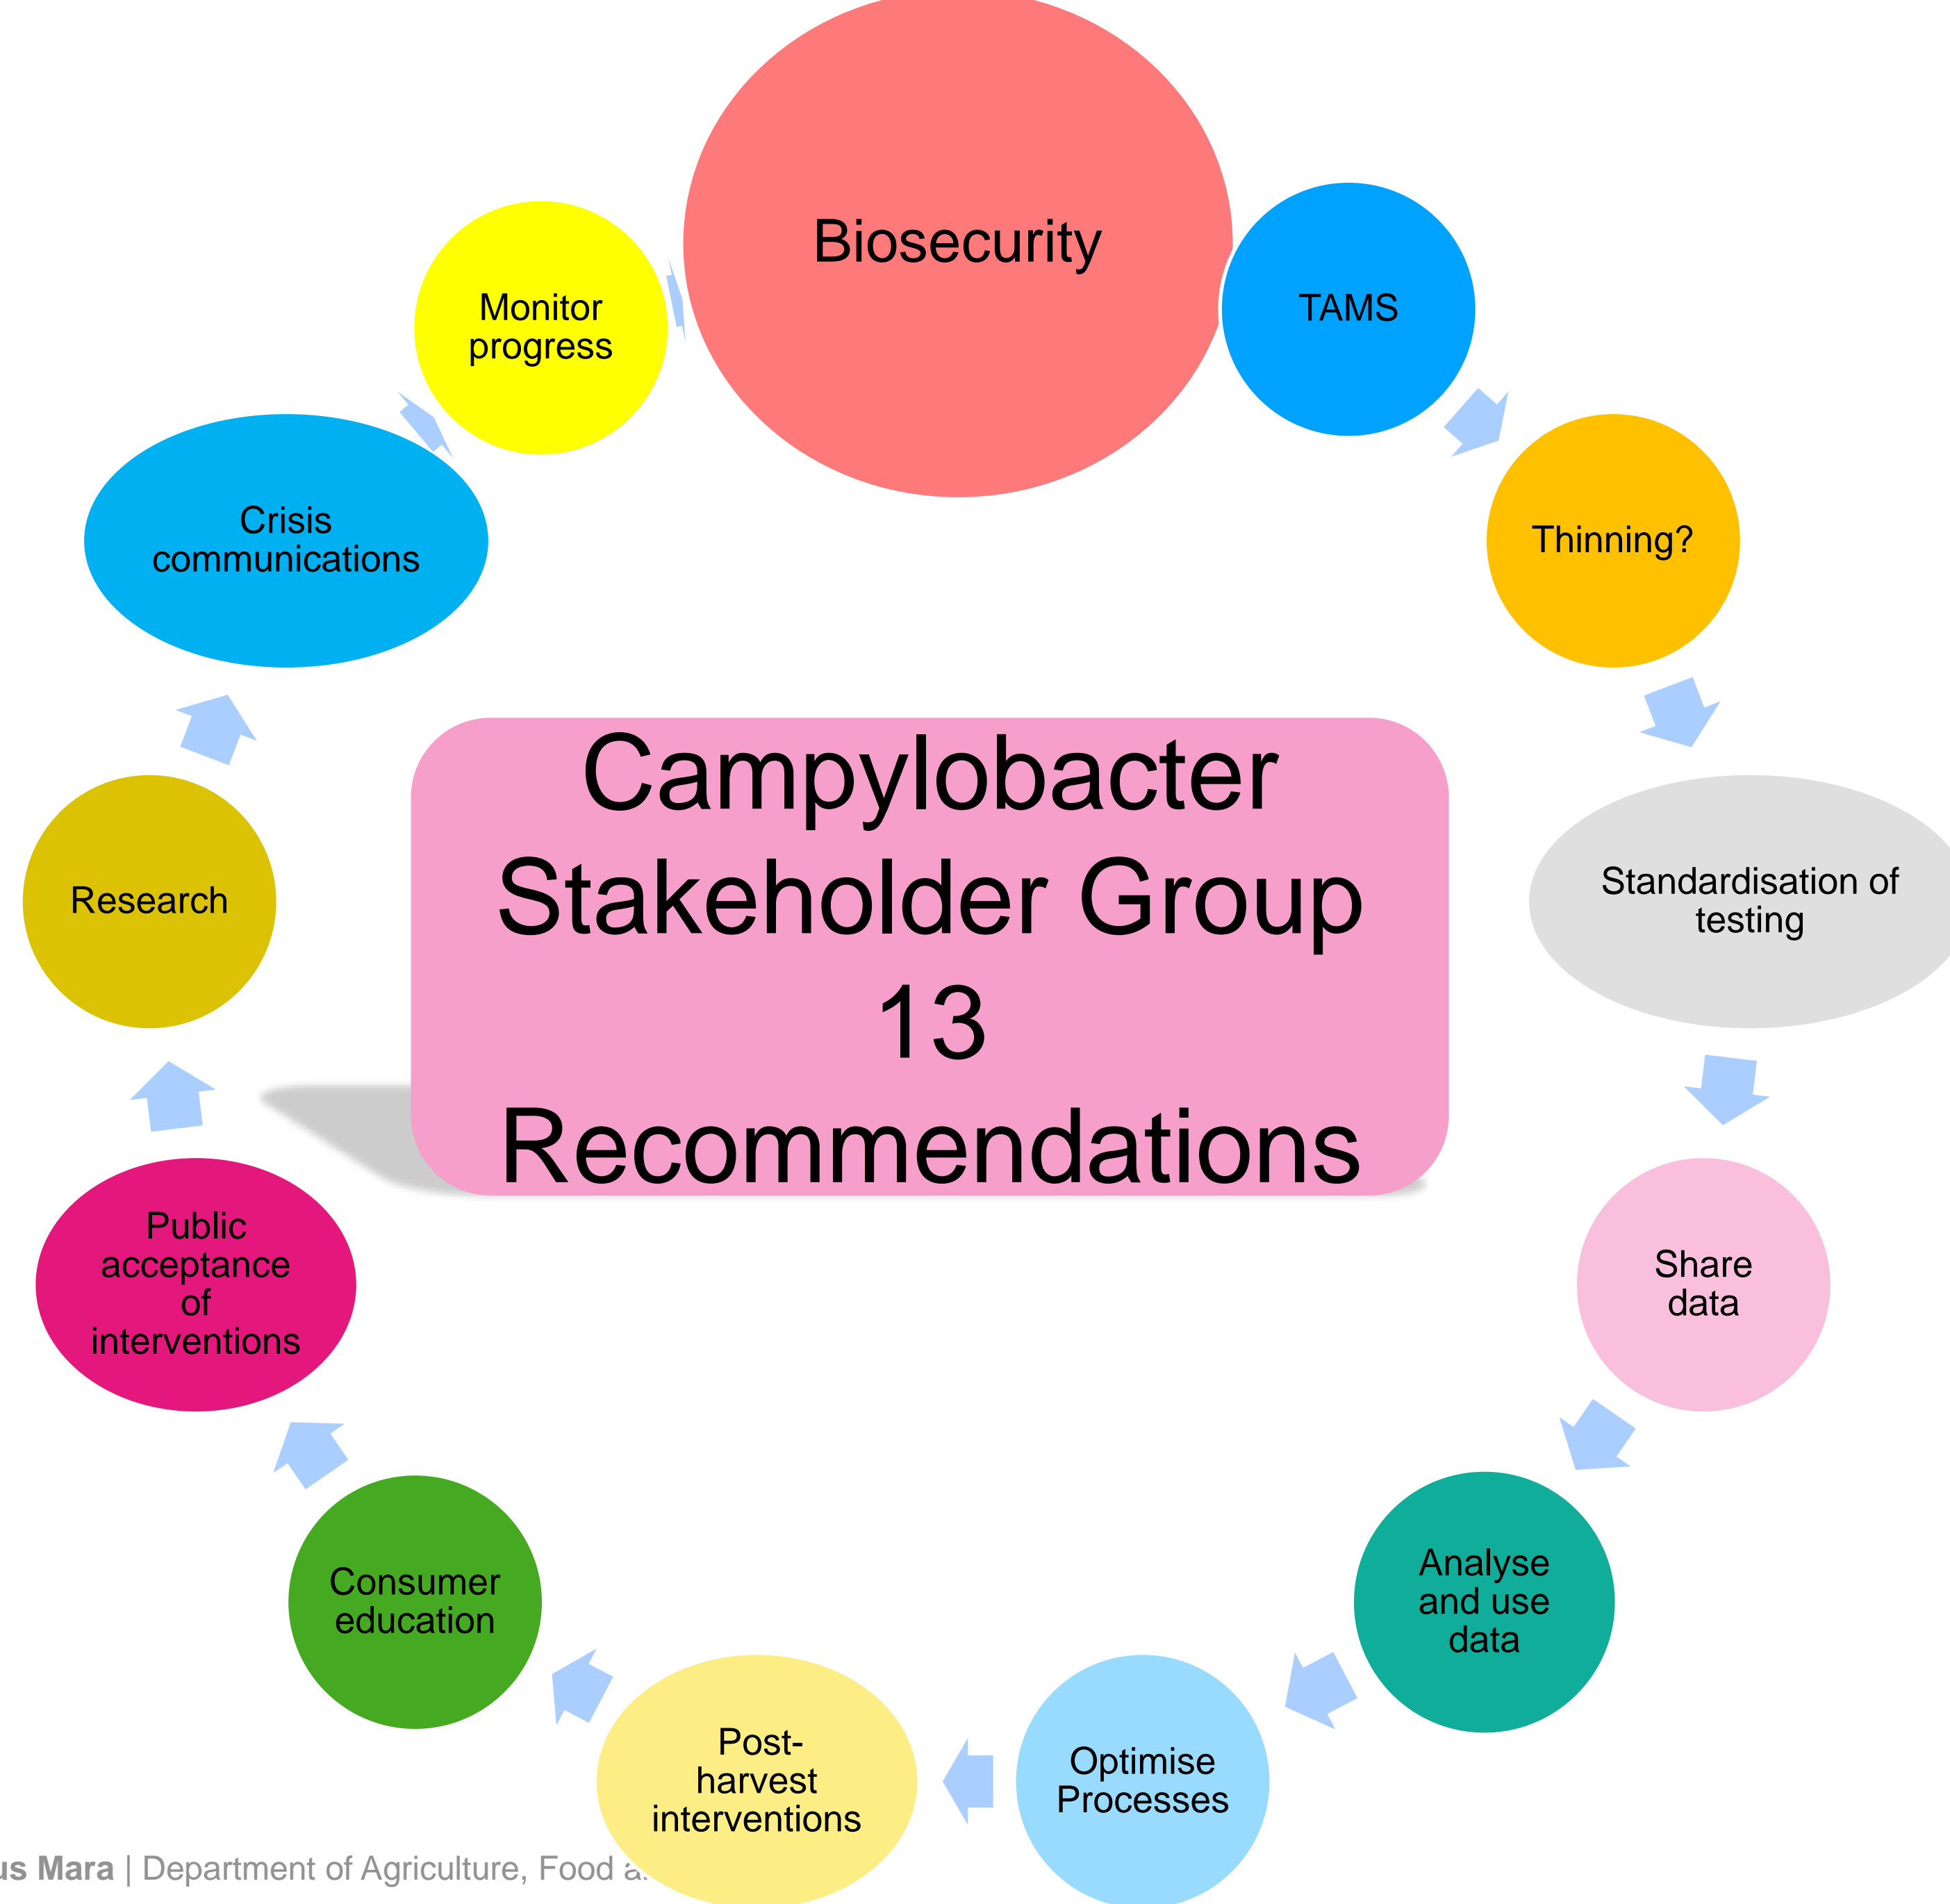 Biosecurity
TAMS
Thinning?
Standardisation of
testing
Share
data
Analyse
and use
data
Optimise
Processes
Post-
harvest
interventions
Consumer
education
Public
acceptance
of
interventions
Research
Crisis
communications
Monitor
progress
Campylobacter
Stakeholder Group
13
Recommendations
Mara | Department of Agriculture, Food